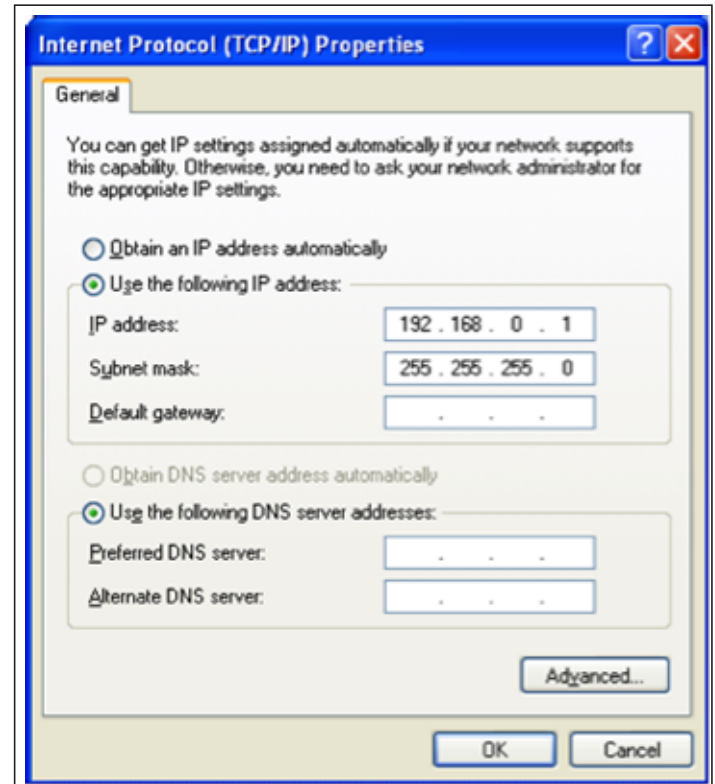 Internet Protocol (TCP/IP) Properties
General
You can get IP settings assigned automatically if your network supports
this capability. Otherwise, you need to ask your network administrator for
the appropriate IP settings.
Obtain an IP address automatically
Use the following IP address:
IP address: 192 . 168 . 0 . 1
Subnet mask: 255 . 255 . 255 . 0
Default gateway: . . .
Obtain DNS server address automatically
Use the following DNS server addresses:
Preferred DNS server: . . .
Alternate DNS server: . . .
Advanced...
OK Cancel